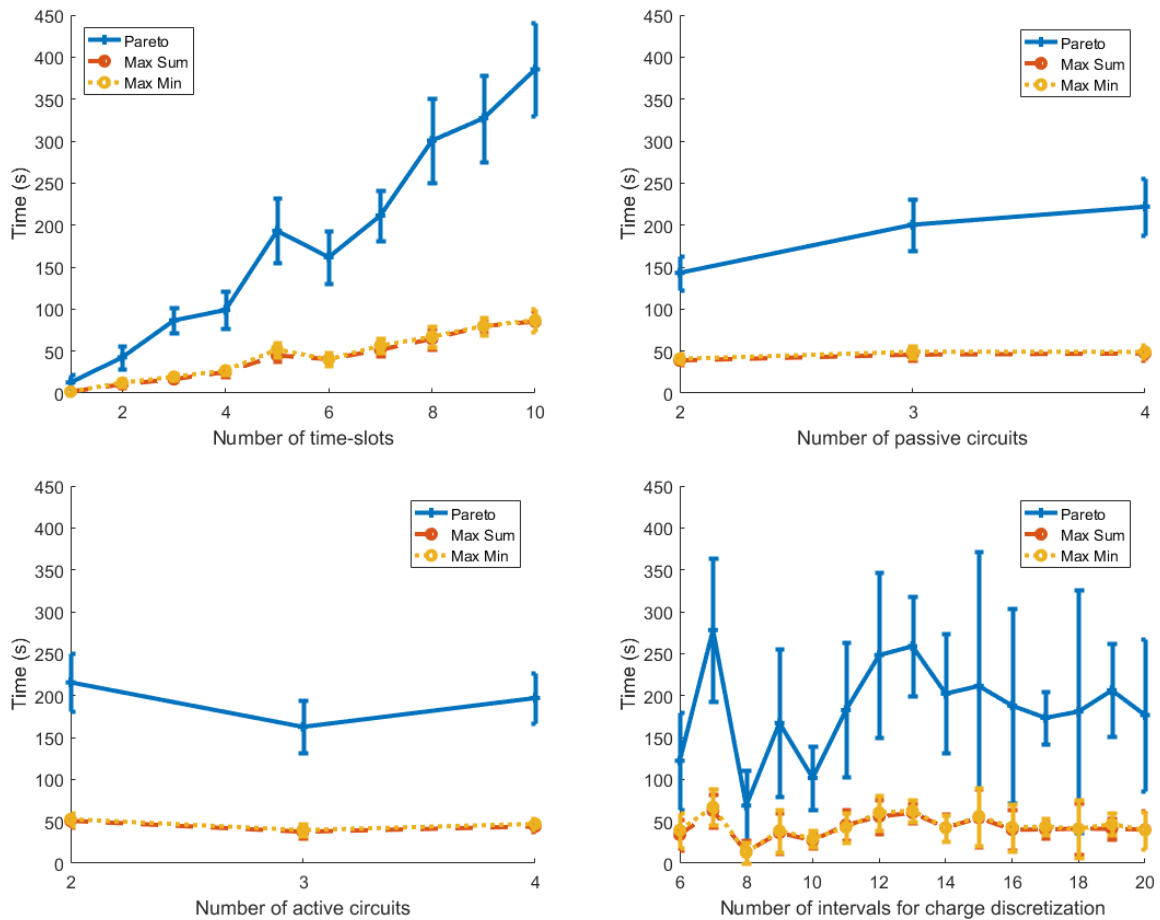 450
400
350
300
250
200
150
100
50
0
Time (s)
Pareto
Max Sum
Max Min
2
4
6
8
10
Number of time-slots
450
400
350
300
250
200
150
100
50
0
Time (s)
Pareto
Max Sum
Max Min
2
3
4
Number of passive circuits
450
400
350
300
250
200
150
100
50
0
Time (s)
Pareto
Max Sum
Max Min
2
3
4
Number of active circuits
450
400
350
300
250
200
150
100
50
0
Time (s)
Pareto
Max Sum
Max Min
6
8
10
12
14
16
18
20
Number of intervals for charge discretization